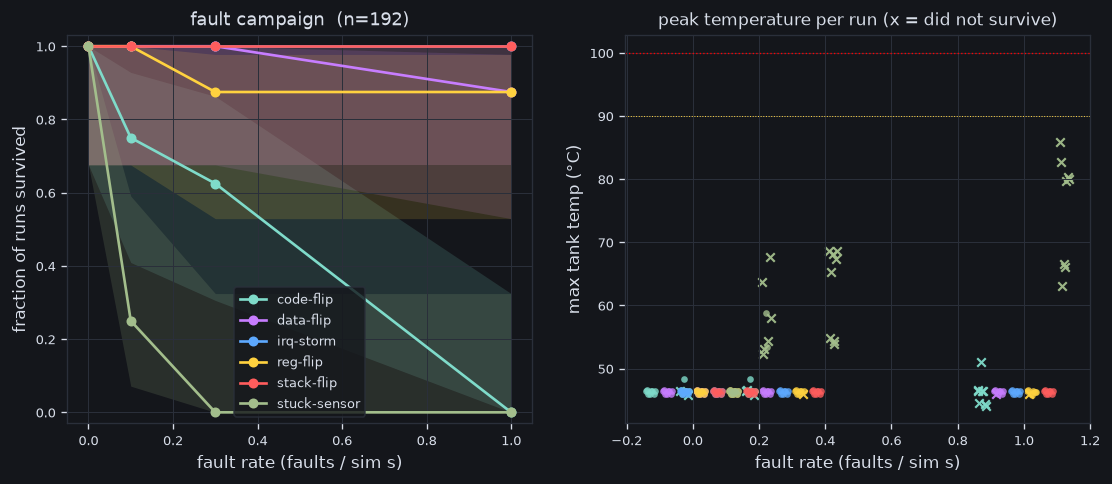 fault campaign  (n=192)
fraction of runs survived
1.0
0.8
0.6
0.4
0.2
0.0
code-flip
data-flip
irq-storm
reg-flip
stack-flip
stuck-sensor
0.0 0.2 0.4 0.6 0.8 1.0
fault rate (faults / sim s)
peak temperature per run (x = did not survive)
max tank temp (°C)
100
90
80
70
60
50
−0.2 0.0 0.2 0.4 0.6 0.8 1.0 1.2
fault rate (faults / sim s)